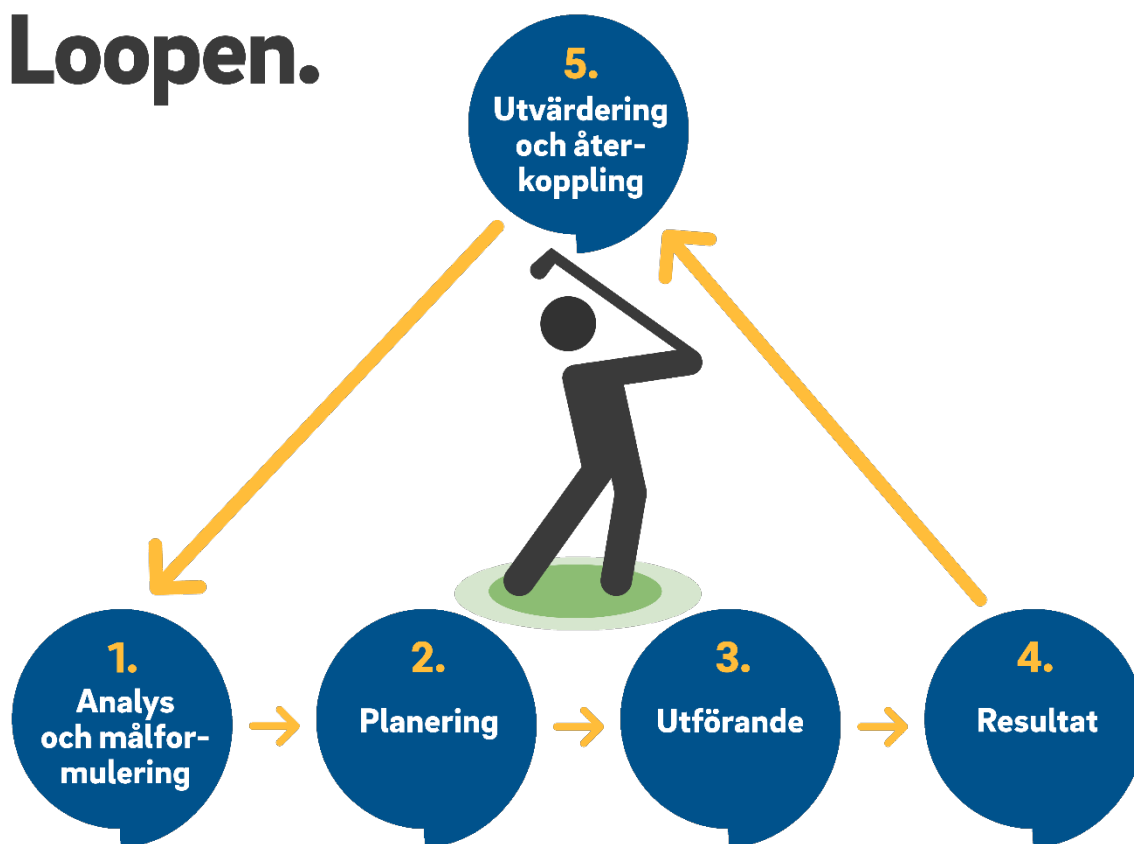 Loopen.
5.
Utvärdering
och åter-
koppling
1.
Analys
och målfor-
mulering
2.
Planering
3.
Utförande
4.
Resultat